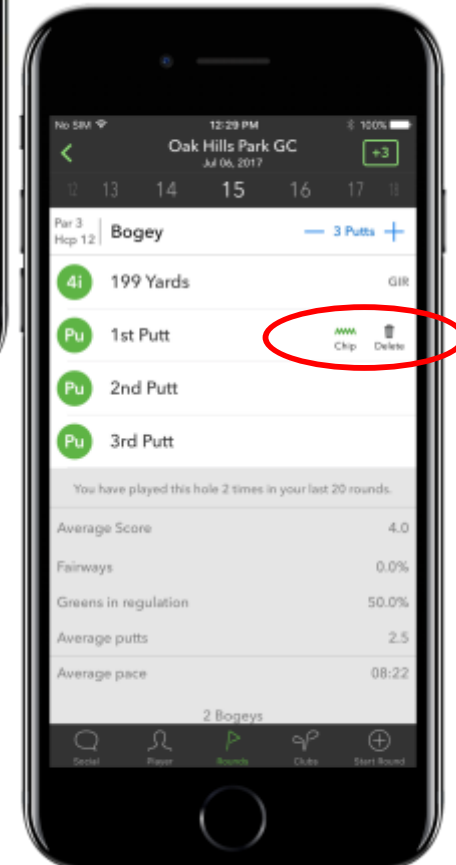 No SIM 12:29 PM 100%
Oak Hills Park GC +3
Jul 06, 2017
12 13 14 15 16 17 18
Par 3
Hcp 12 Bogey — 3 Putts +
4i 199 Yards GIR
Pu 1st Putt Chip Delete
Pu 2nd Putt
Pu 3rd Putt
You have played this hole 2 times in your last 20 rounds.
Average Score 4.0
Fairways 0.0%
Greens in regulation 50.0%
Average putts 2.5
Average pace 08:22
2 Bogeys
Social Player Rounds Clubs Start Round